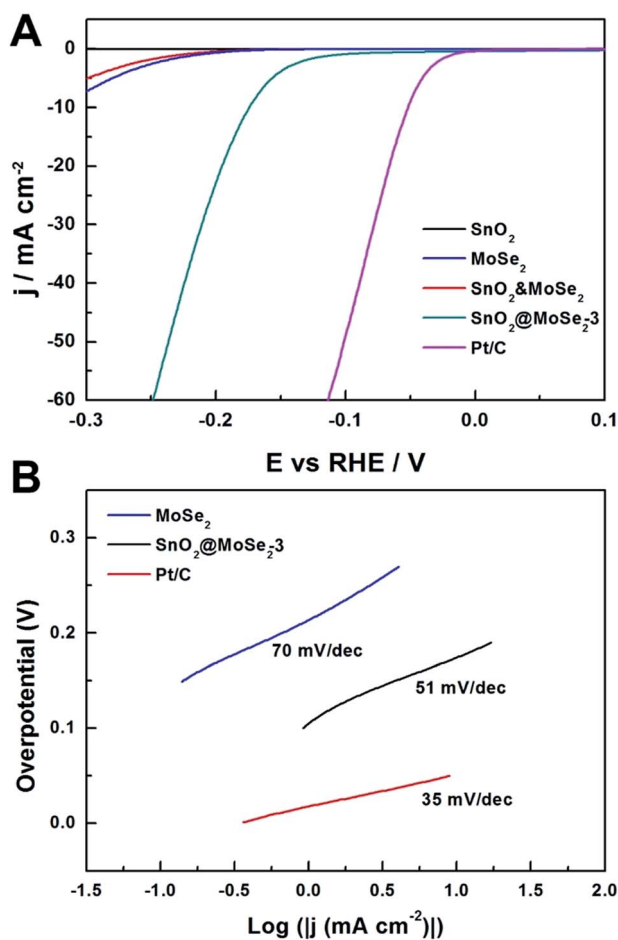 A
0
-10
-20
-30
-40
-50
-60
j / mA cm⁻²
SnO₂
MoSe₂
SnO₂&MoSe₂
SnO₂@MoSe₂-3
Pt/C
-0.3 -0.2 -0.1 0.0 0.1
E vs RHE / V
B
MoSe₂
SnO₂@MoSe₂-3
Pt/C
0.3
0.2
0.1
0.0
Overpotential (V)
70 mV/dec
51 mV/dec
35 mV/dec
-1.5 -1.0 -0.5 0.0 0.5 1.0 1.5 2.0
Log (|j (mA cm⁻²)|)